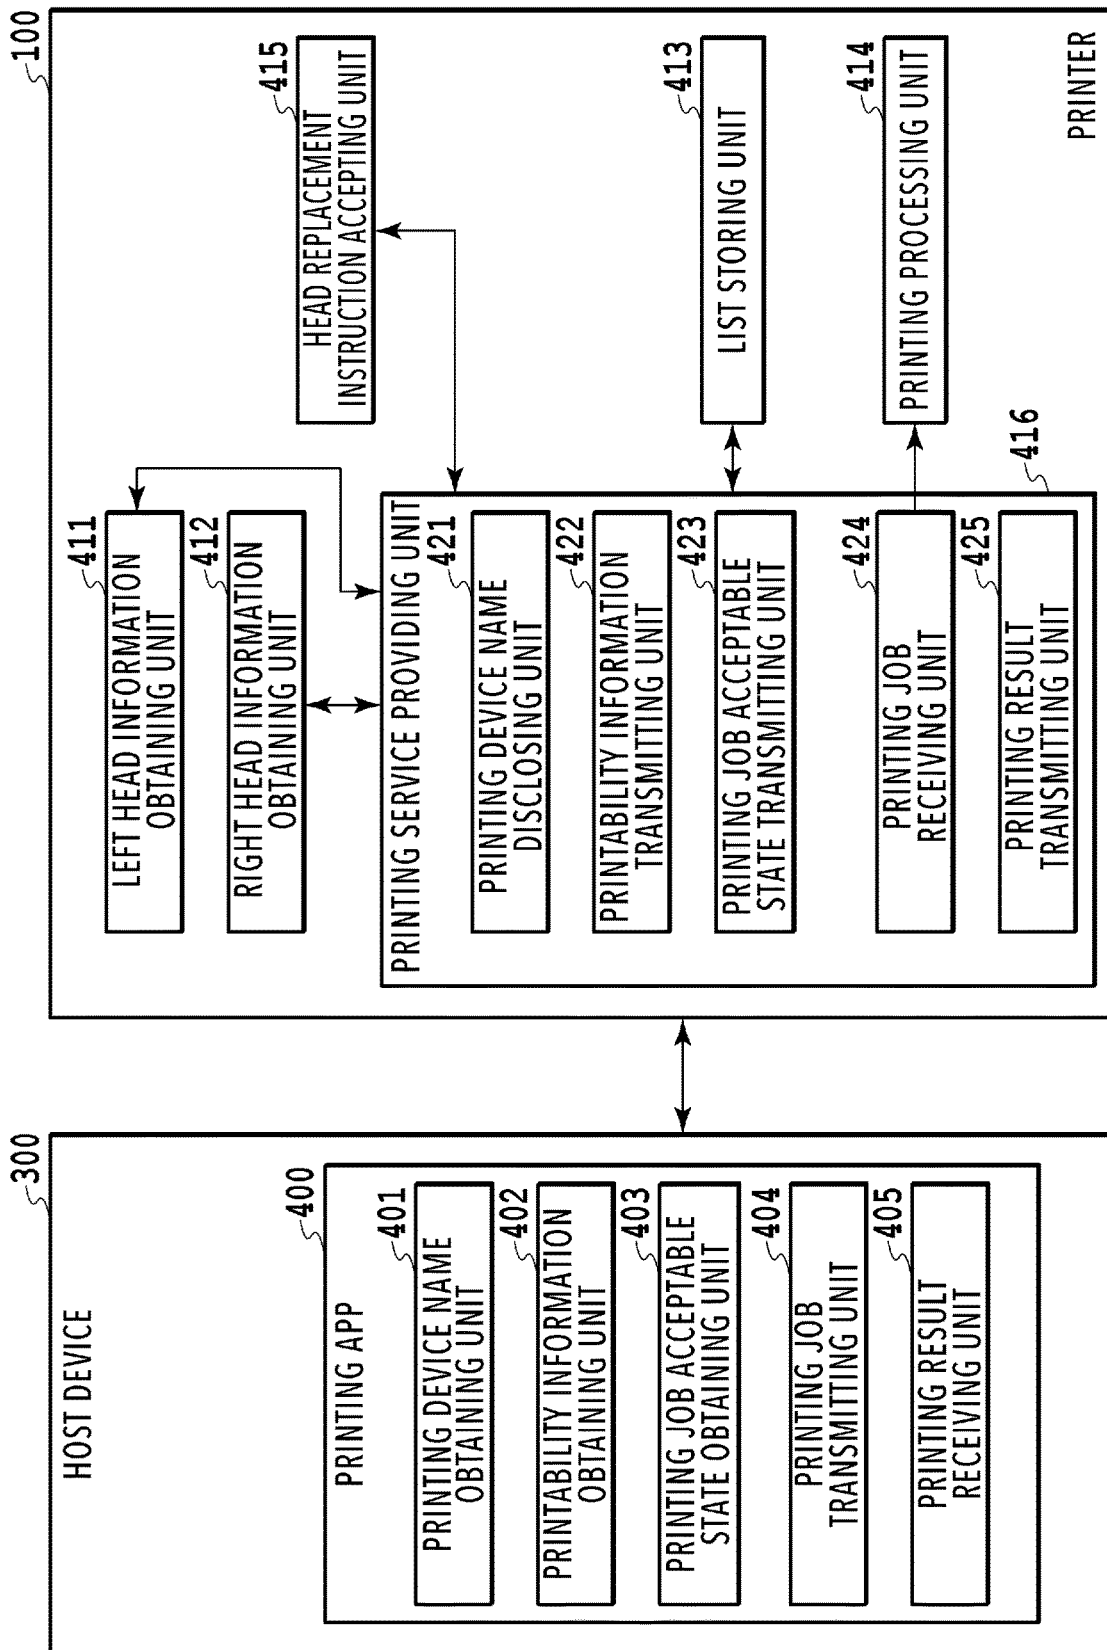 300
HOST DEVICE
400
PRINTING APP
401
PRINTING DEVICE NAME
OBTAINING UNIT
402
PRINTABILITY INFORMATION
OBTAINING UNIT
403
PRINTING JOB ACCEPTABLE
STATE OBTAINING UNIT
404
PRINTING JOB
TRANSMITTING UNIT
405
PRINTING RESULT
RECEIVING UNIT
100
411
LEFT HEAD INFORMATION
OBTAINING UNIT
412
RIGHT HEAD INFORMATION
OBTAINING UNIT
415
HEAD REPLACEMENT
INSTRUCTION ACCEPTING UNIT
PRINTING SERVICE PROVIDING UNIT
421
PRINTING DEVICE NAME
DISCLOSING UNIT
422
PRINTABILITY INFORMATION
TRANSMITTING UNIT
423
PRINTING JOB ACCEPTABLE
STATE TRANSMITTING UNIT
424
PRINTING JOB
RECEIVING UNIT
425
PRINTING RESULT
TRANSMITTING UNIT
416
413
LIST STORING UNIT
414
PRINTING PROCESSING UNIT
PRINTER